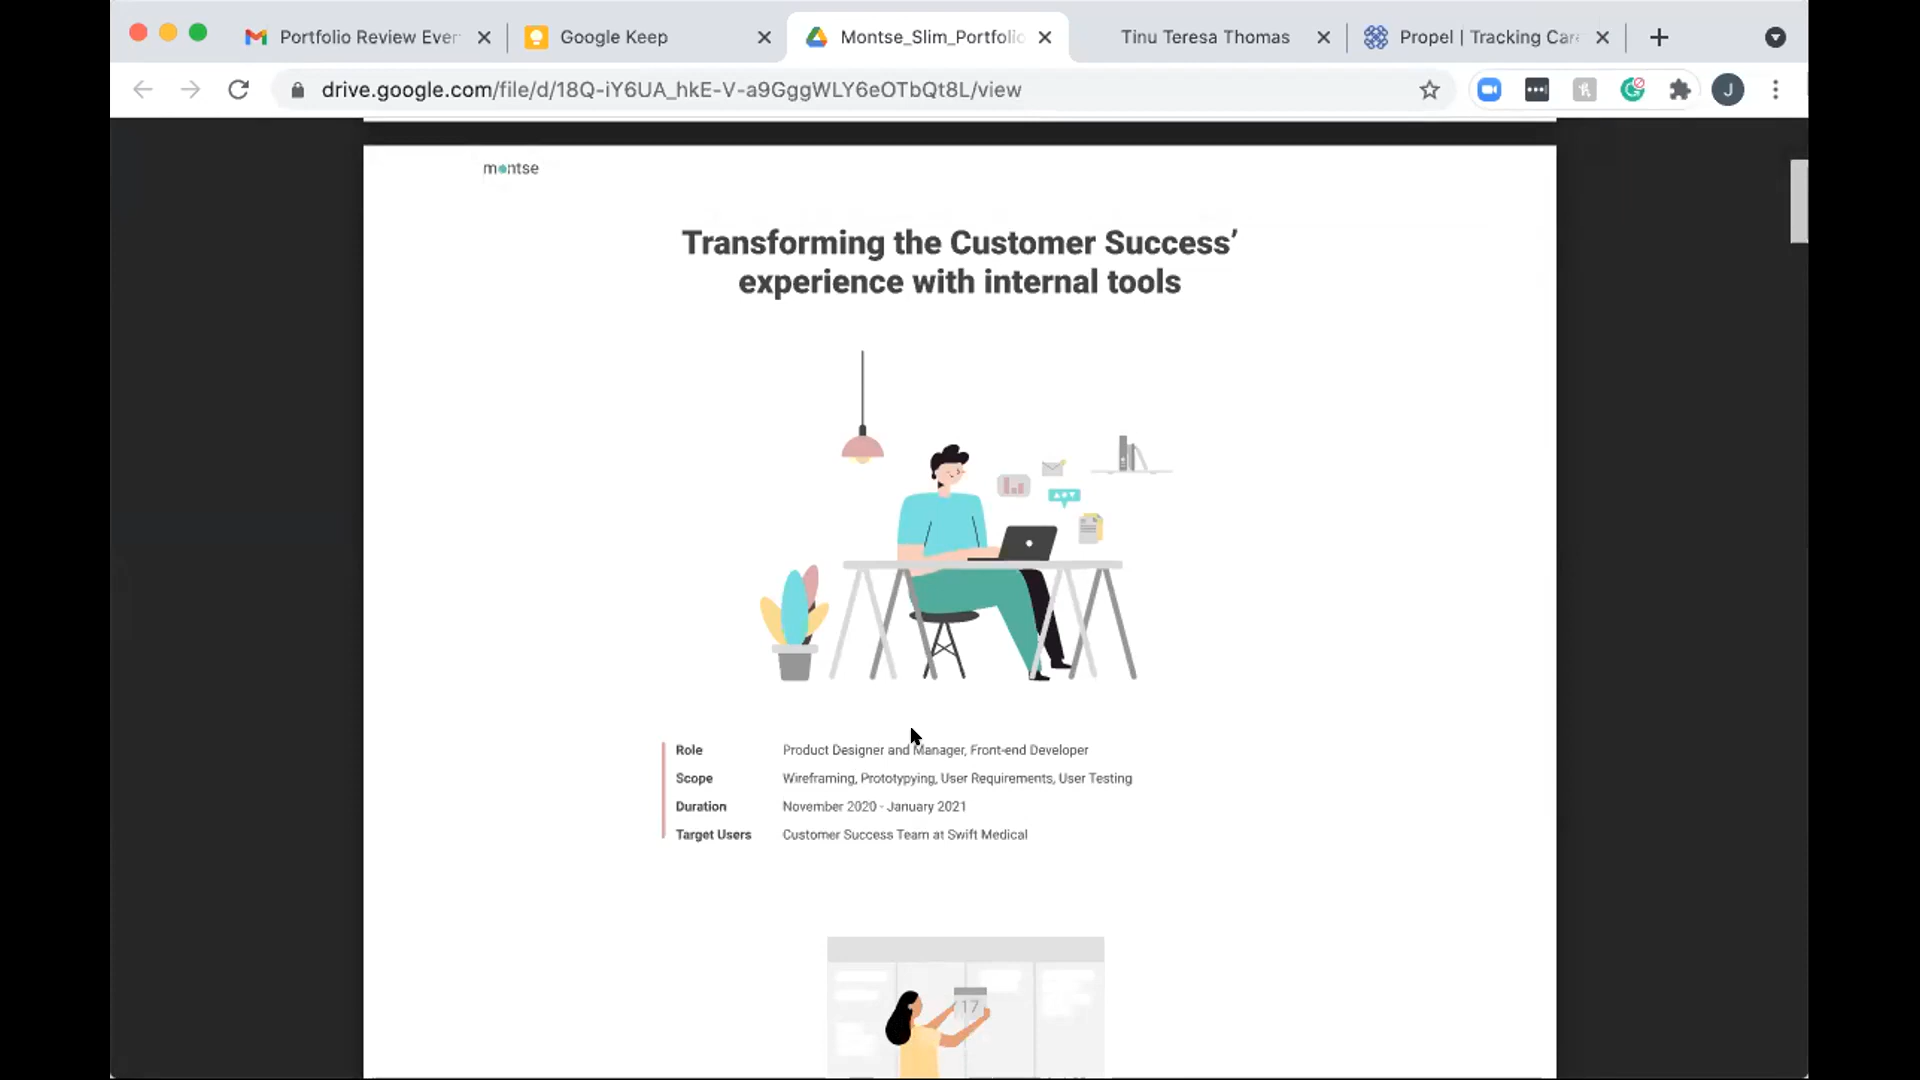 Portfolio Review Ever
Google Keep
Montse_Slim_Portfolio
Tinu Teresa Thomas
Propel | Tracking Car
drive.google.com/file/d/18Q-iY6UA_hkE-V-a9GggWLY6eOTbQt8L/view
J
montse
Transforming the Customer Success’
experience with internal tools
Role Product Designer and Manager, Front-end Developer
Scope Wireframing, Prototypying, User Requirements, User Testing
Duration November 2020 - January 2021
Target Users Customer Success Team at Swift Medical
17